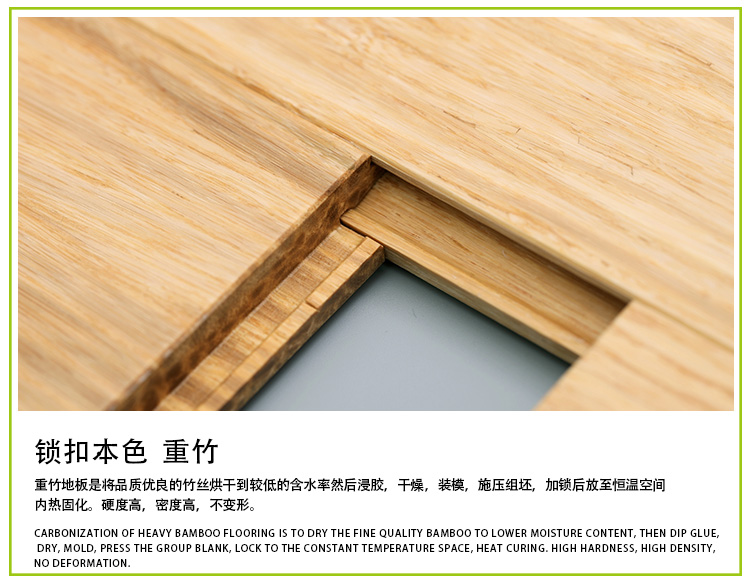 锁扣本色 重竹
重竹地板是将品质优良的竹丝烘干到较低的含水率然后浸胶，干燥，装模，施压组坯，加锁后放至恒温空间
内热固化。硬度高，密度高，不变形。
CARBONIZATION OF HEAVY BAMBOO FLOORING IS TO DRY THE FINE QUALITY BAMBOO TO LOWER MOISTURE CONTENT, THEN DIP GLUE,
DRY, MOLD, PRESS THE GROUP BLANK, LOCK TO THE CONSTANT TEMPERATURE SPACE, HEAT CURING. HIGH HARDNESS, HIGH DENSITY,
NO DEFORMATION.